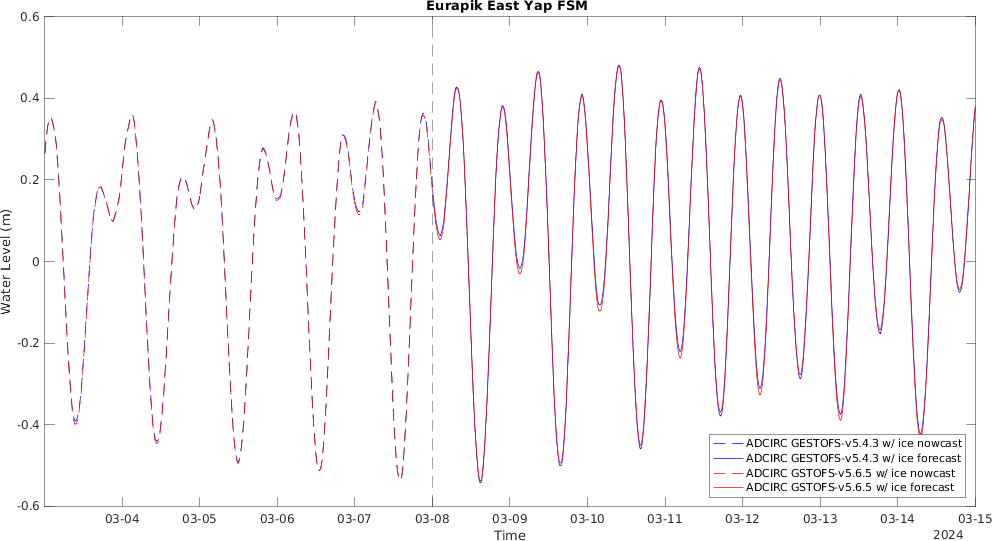 Eurapik East Yap FSM
0.6
0.4
0.2
0
-0.2
-0.4
-0.6
Water Level (m)
ADCIRC GESTOFS-v5.4.3 w/ ice nowcast
ADCIRC GESTOFS-v5.4.3 w/ ice forecast
ADCIRC GSTOFS-v5.6.5 w/ ice nowcast
ADCIRC GSTOFS-v5.6.5 w/ ice forecast
03-04 03-05 03-06 03-07 03-08 03-09 03-10 03-11 03-12 03-13 03-14 03-15
Time
2024